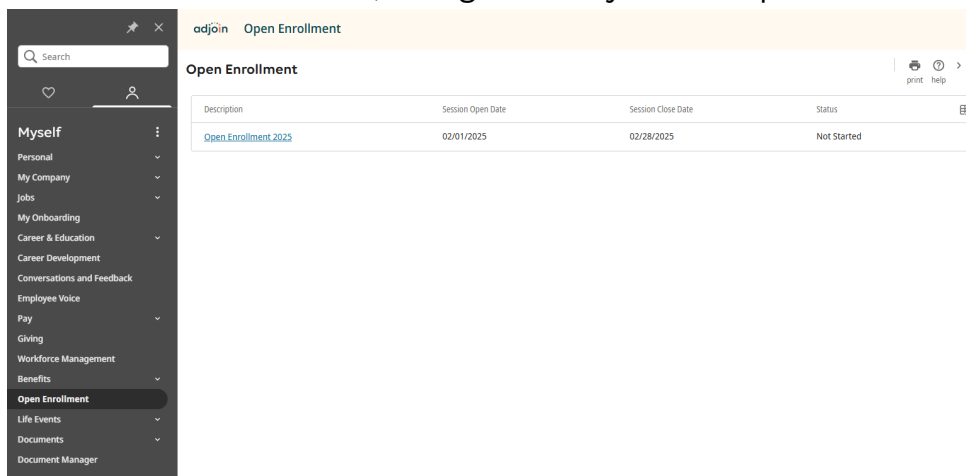 adjoin Open Enrollment
Search
Open Enrollment
print help
Description Session Open Date Session Close Date Status
Open Enrollment 2025 02/01/2025 02/28/2025 Not Started
Myself
Personal
My Company
Jobs
My Onboarding
Career & Education
Career Development
Conversations and Feedback
Employee Voice
Pay
Giving
Workforce Management
Benefits
Open Enrollment
Life Events
Documents
Document Manager